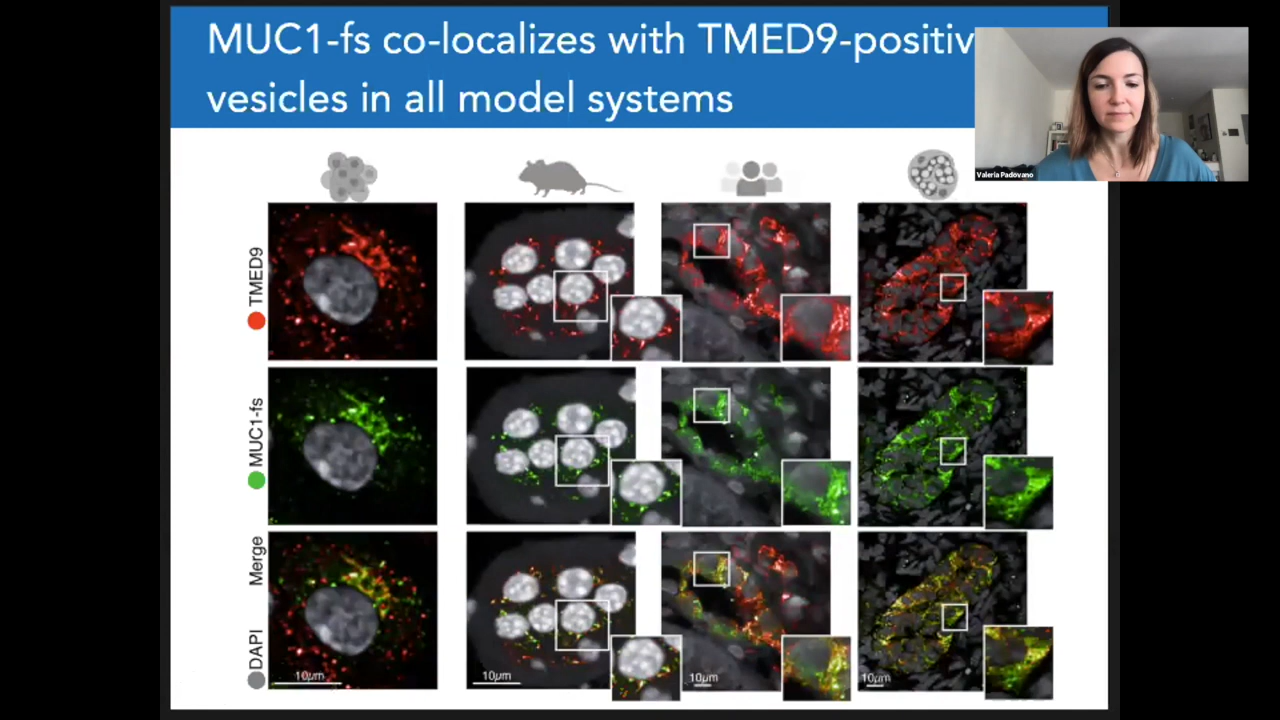 MUC1-fs co-localizes with TMED9-positiv
vesicles in all model systems
Valeria Padovano
TMED9
MUC1-fs
Merge
DAPI
10μm
10μm
10μm
10μm